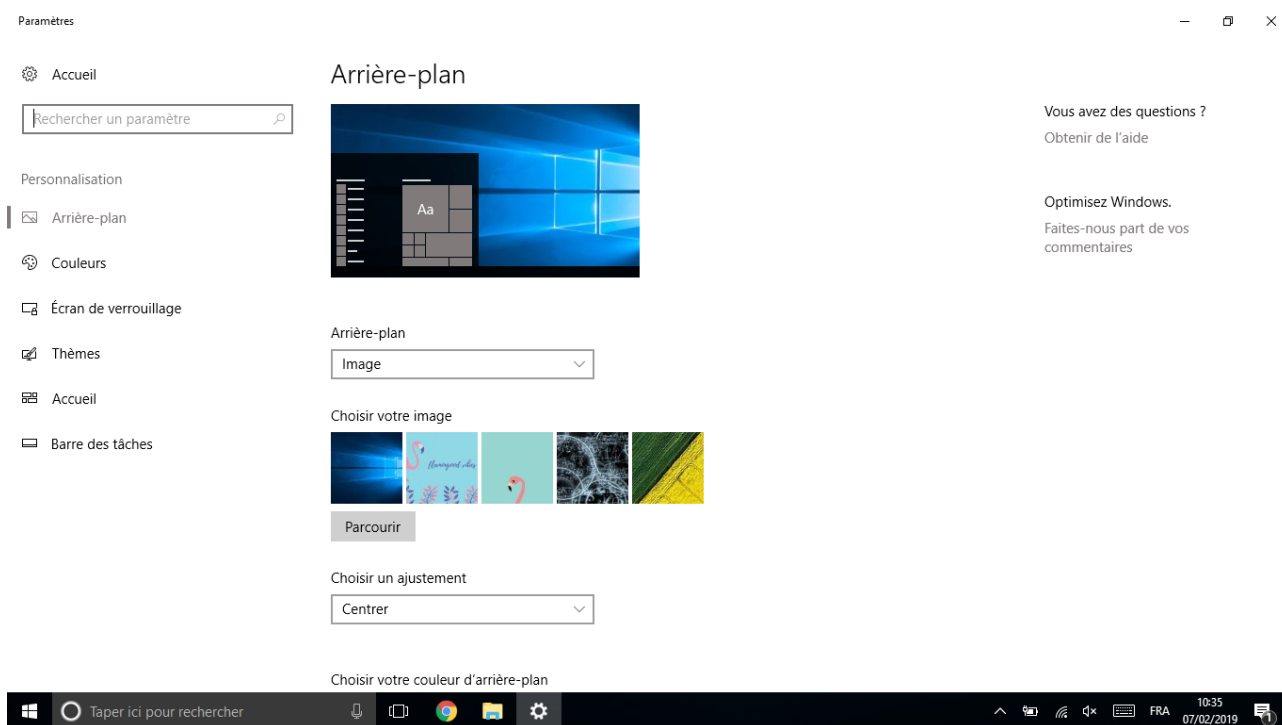 Paramètres
Accueil
Rechercher un paramètre
Personnalisation
Arrière-plan
Couleurs
Écran de verrouillage
Thèmes
Accueil
Barre des tâches
Arrière-plan
Aa
Arrière-plan
Image
Choisir votre image
Parcourir
Choisir un ajustement
Centrer
Choisir votre couleur d’arrière-plan
Vous avez des questions ?
Obtenir de l’aide
Optimisez Windows.
Faites-nous part de vos
commentaires
Taper ici pour rechercher
FRA
10:35
07/02/2019